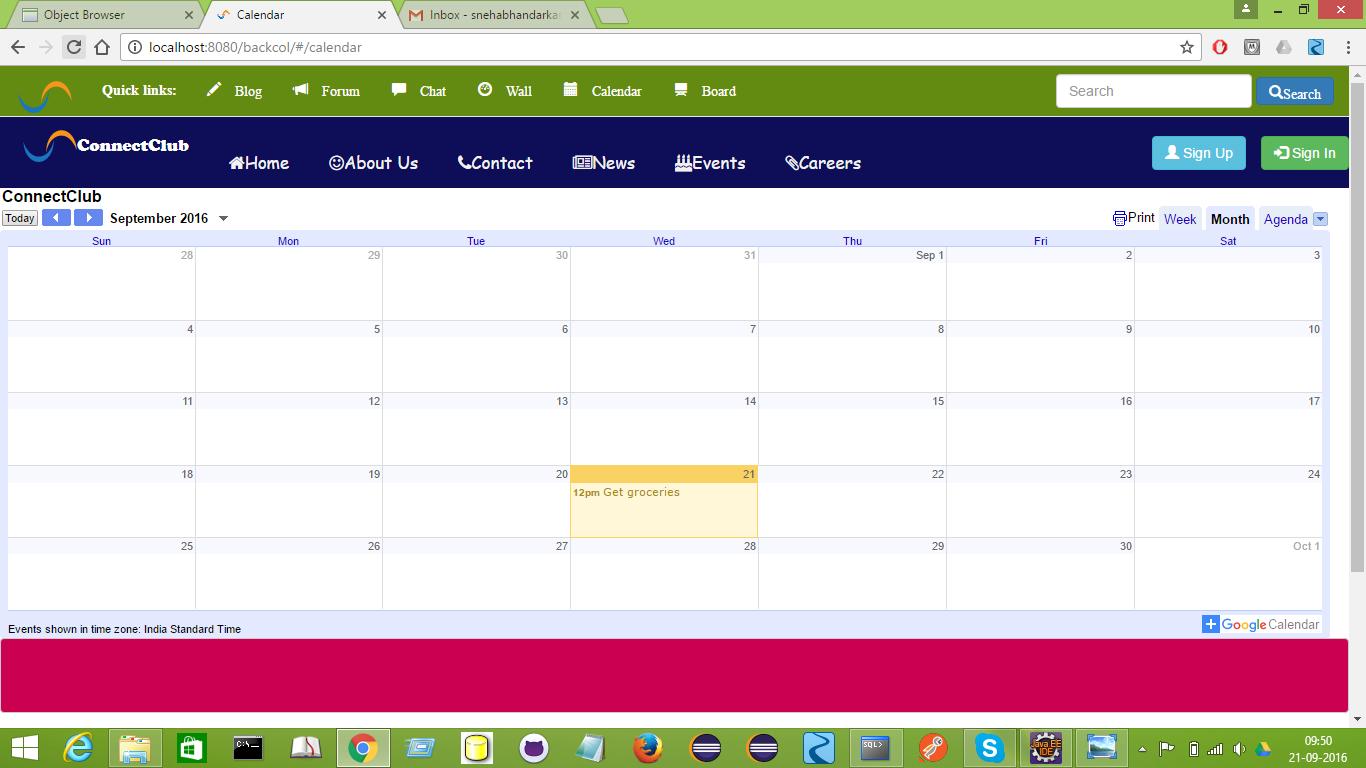 Object Browser Calendar Inbox - snehabhandarka
localhost:8080/backcol/#/calendar
Quick links: Blog Forum Chat Wall Calendar Board Search Search
ConnectClub Home About Us Contact News Events Careers Sign Up Sign In
ConnectClub
Today September 2016 Print Week Month Agenda
Sun Mon Tue Wed Thu Fri Sat
28 29 30 31 Sep 1 2 3
4 5 6 7 8 9 10
11 12 13 14 15 16 17
18 19 20 21 22 23 24
12pm Get groceries
25 26 27 28 29 30 Oct 1
Events shown in time zone: India Standard Time
Google Calendar
C:\_
SQL>
Java EE
IDE
09:50
21-09-2016